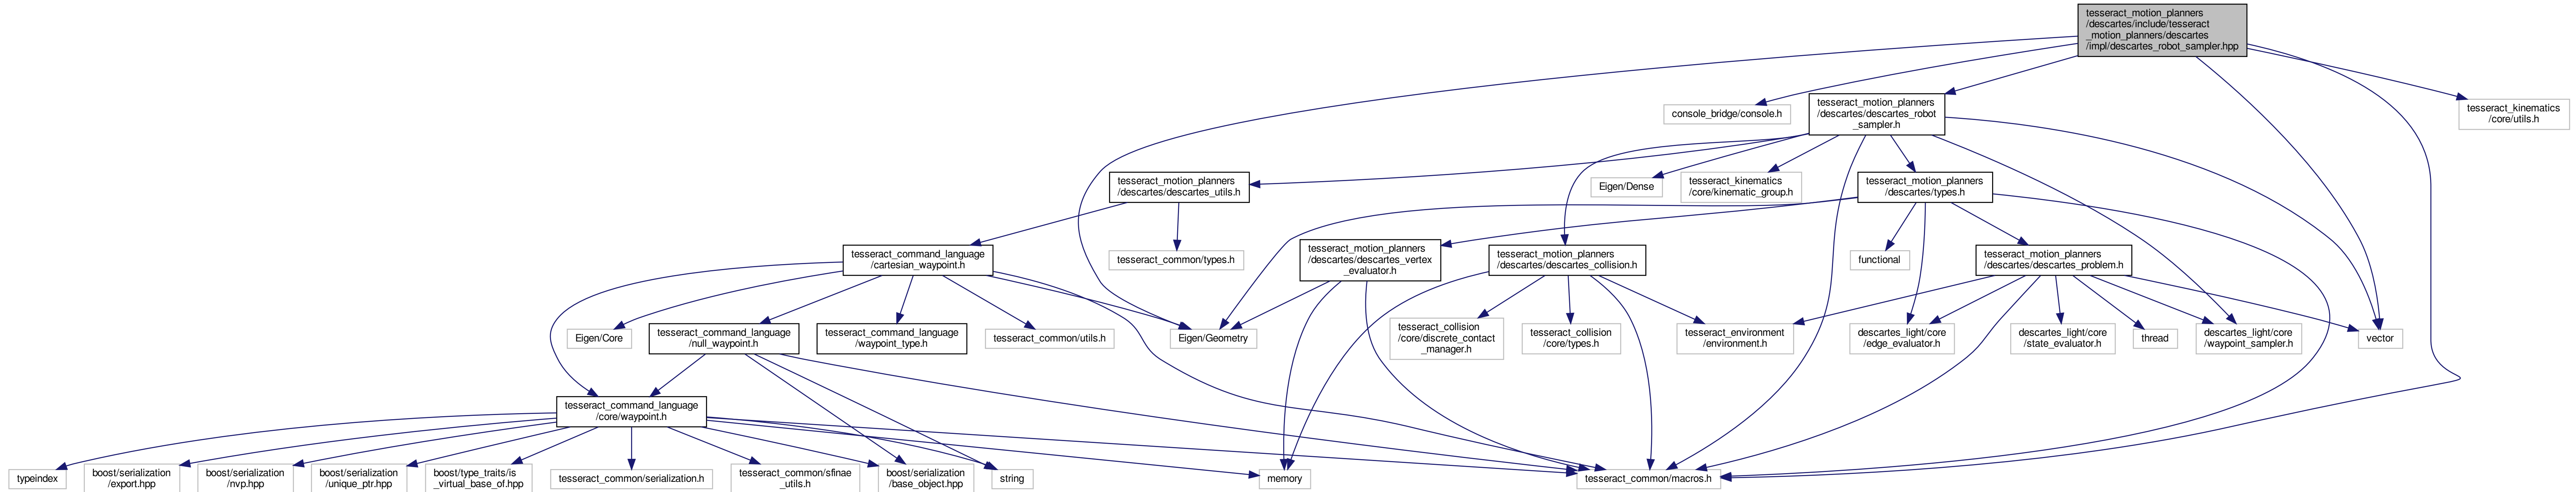 tesseract_motion_planners
/descartes/include/tesseract
_motion_planners/descartes
/impl/descartes_robot_sampler.hpp
console_bridge/console.h
tesseract_motion_planners
/descartes/descartes_robot
_sampler.h
tesseract_kinematics
/core/utils.h
tesseract_motion_planners
/descartes/descartes_utils.h
Eigen/Dense
tesseract_kinematics
/core/kinematic_group.h
tesseract_motion_planners
/descartes/types.h
tesseract_command_language
/cartesian_waypoint.h
tesseract_common/types.h
tesseract_motion_planners
/descartes/descartes_vertex
_evaluator.h
tesseract_motion_planners
/descartes/descartes_collision.h
functional
tesseract_motion_planners
/descartes/descartes_problem.h
Eigen/Core
tesseract_command_language
/null_waypoint.h
tesseract_command_language
/waypoint_type.h
tesseract_common/utils.h
Eigen/Geometry
tesseract_collision
/core/discrete_contact
_manager.h
tesseract_collision
/core/types.h
tesseract_environment
/environment.h
descartes_light/core
/edge_evaluator.h
descartes_light/core
/state_evaluator.h
thread
descartes_light/core
/waypoint_sampler.h
vector
tesseract_command_language
/core/waypoint.h
typeindex
boost/serialization
/export.hpp
boost/serialization
/nvp.hpp
boost/serialization
/unique_ptr.hpp
boost/type_traits/is
_virtual_base_of.hpp
tesseract_common/serialization.h
tesseract_common/sfinae
_utils.h
boost/serialization
/base_object.hpp
string
memory
tesseract_common/macros.h